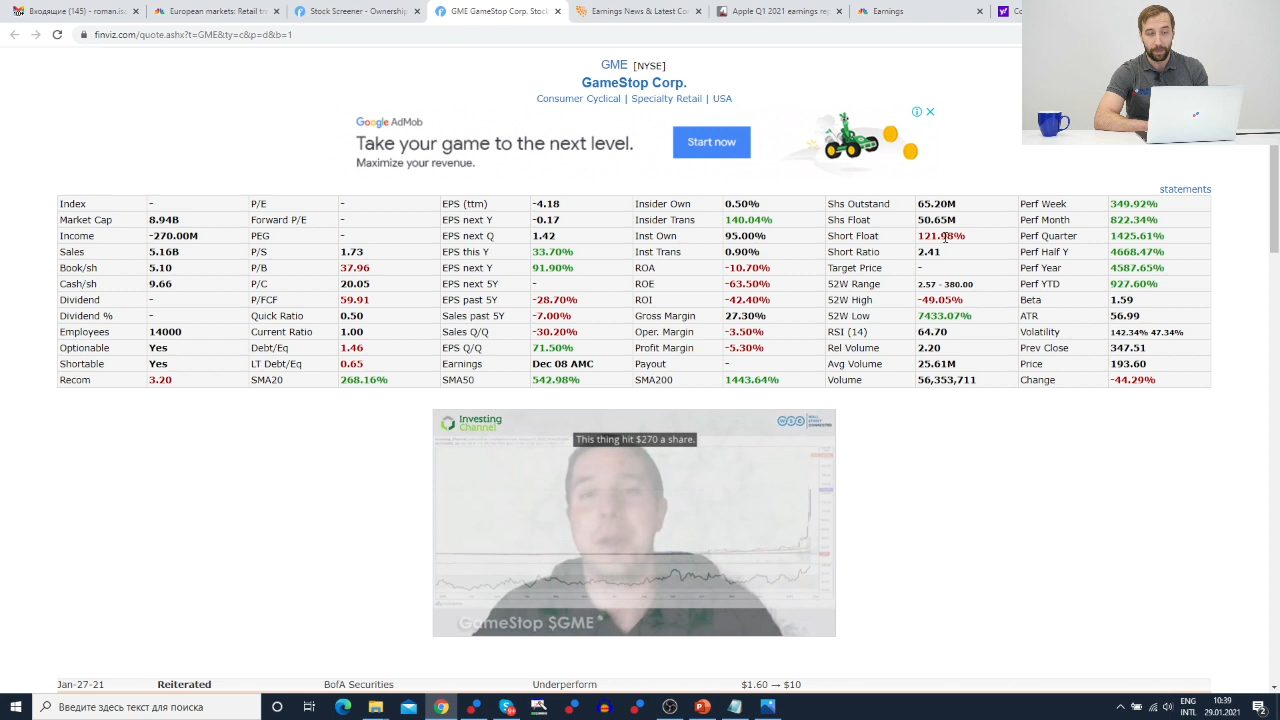 Входящие (145) - roman.is
European markets: Retail tr
Stock Screener - Ownership
GME GameStop Corp. Stoc
Earnings News & Latest Co
Apple Q1 2021 earnings re
Earnings
finviz.com/quote.ashx?t=GME&ty=c&p=d&b=1
GME [NYSE]
GameStop Corp.
Consumer Cyclical | Specialty Retail | USA
Google AdMob
Take your game to the next level.
Maximize your revenue.
Start now
statements
Index - P/E - EPS (ttm) -4.18 Insider Own 0.50% Shs Outstand 65.20M Perf Week 349.92%
Market Cap 8.94B Forward P/E - EPS next Y -0.17 Insider Trans 140.04% Shs Float 50.65M Perf Month 822.34%
Income -270.00M PEG - EPS next Q 1.42 Inst Own 95.00% Short Float 121.98% Perf Quarter 1425.61%
Sales 5.16B P/S 1.73 EPS this Y 33.70% Inst Trans 0.90% Short Ratio 2.41 Perf Half Y 4668.47%
Book/sh 5.10 P/B 37.96 EPS next Y 91.90% ROA -10.70% Target Price - Perf Year 4587.65%
Cash/sh 9.66 P/C 20.05 EPS next 5Y - ROE -63.50% 52W Range 2.57 - 380.00 Perf YTD 927.60%
Dividend - P/FCF 59.91 EPS past 5Y -28.70% ROI -42.40% 52W High -49.05% Beta 1.59
Dividend % - Quick Ratio 0.50 Sales past 5Y -7.00% Gross Margin 27.30% 52W Low 7433.07% ATR 56.99
Employees 14000 Current Ratio 1.00 Sales Q/Q -30.20% Oper. Margin -3.50% RSI (14) 64.70 Volatility 142.34% 47.34%
Optionable Yes Debt/Eq 1.46 EPS Q/Q 71.50% Profit Margin -5.30% Rel Volume 2.20 Prev Close 347.51
Shortable Yes LT Debt/Eq 0.65 Earnings Dec 08 AMC Payout - Avg Volume 25.61M Price 193.60
Recom 3.20 SMA20 268.16% SMA50 542.98% SMA200 1443.64% Volume 56,353,711 Change -44.29%
Investing
Channel
WSC WALL STREET CONNECTED
This thing hit $270 a share.
GameStop $GME
Jan-27-21 Reiterated BofA Securities Underperform $1.60 → $10
Введите здесь текст для поиска
ENG 10:39
INTL 29.01.2021